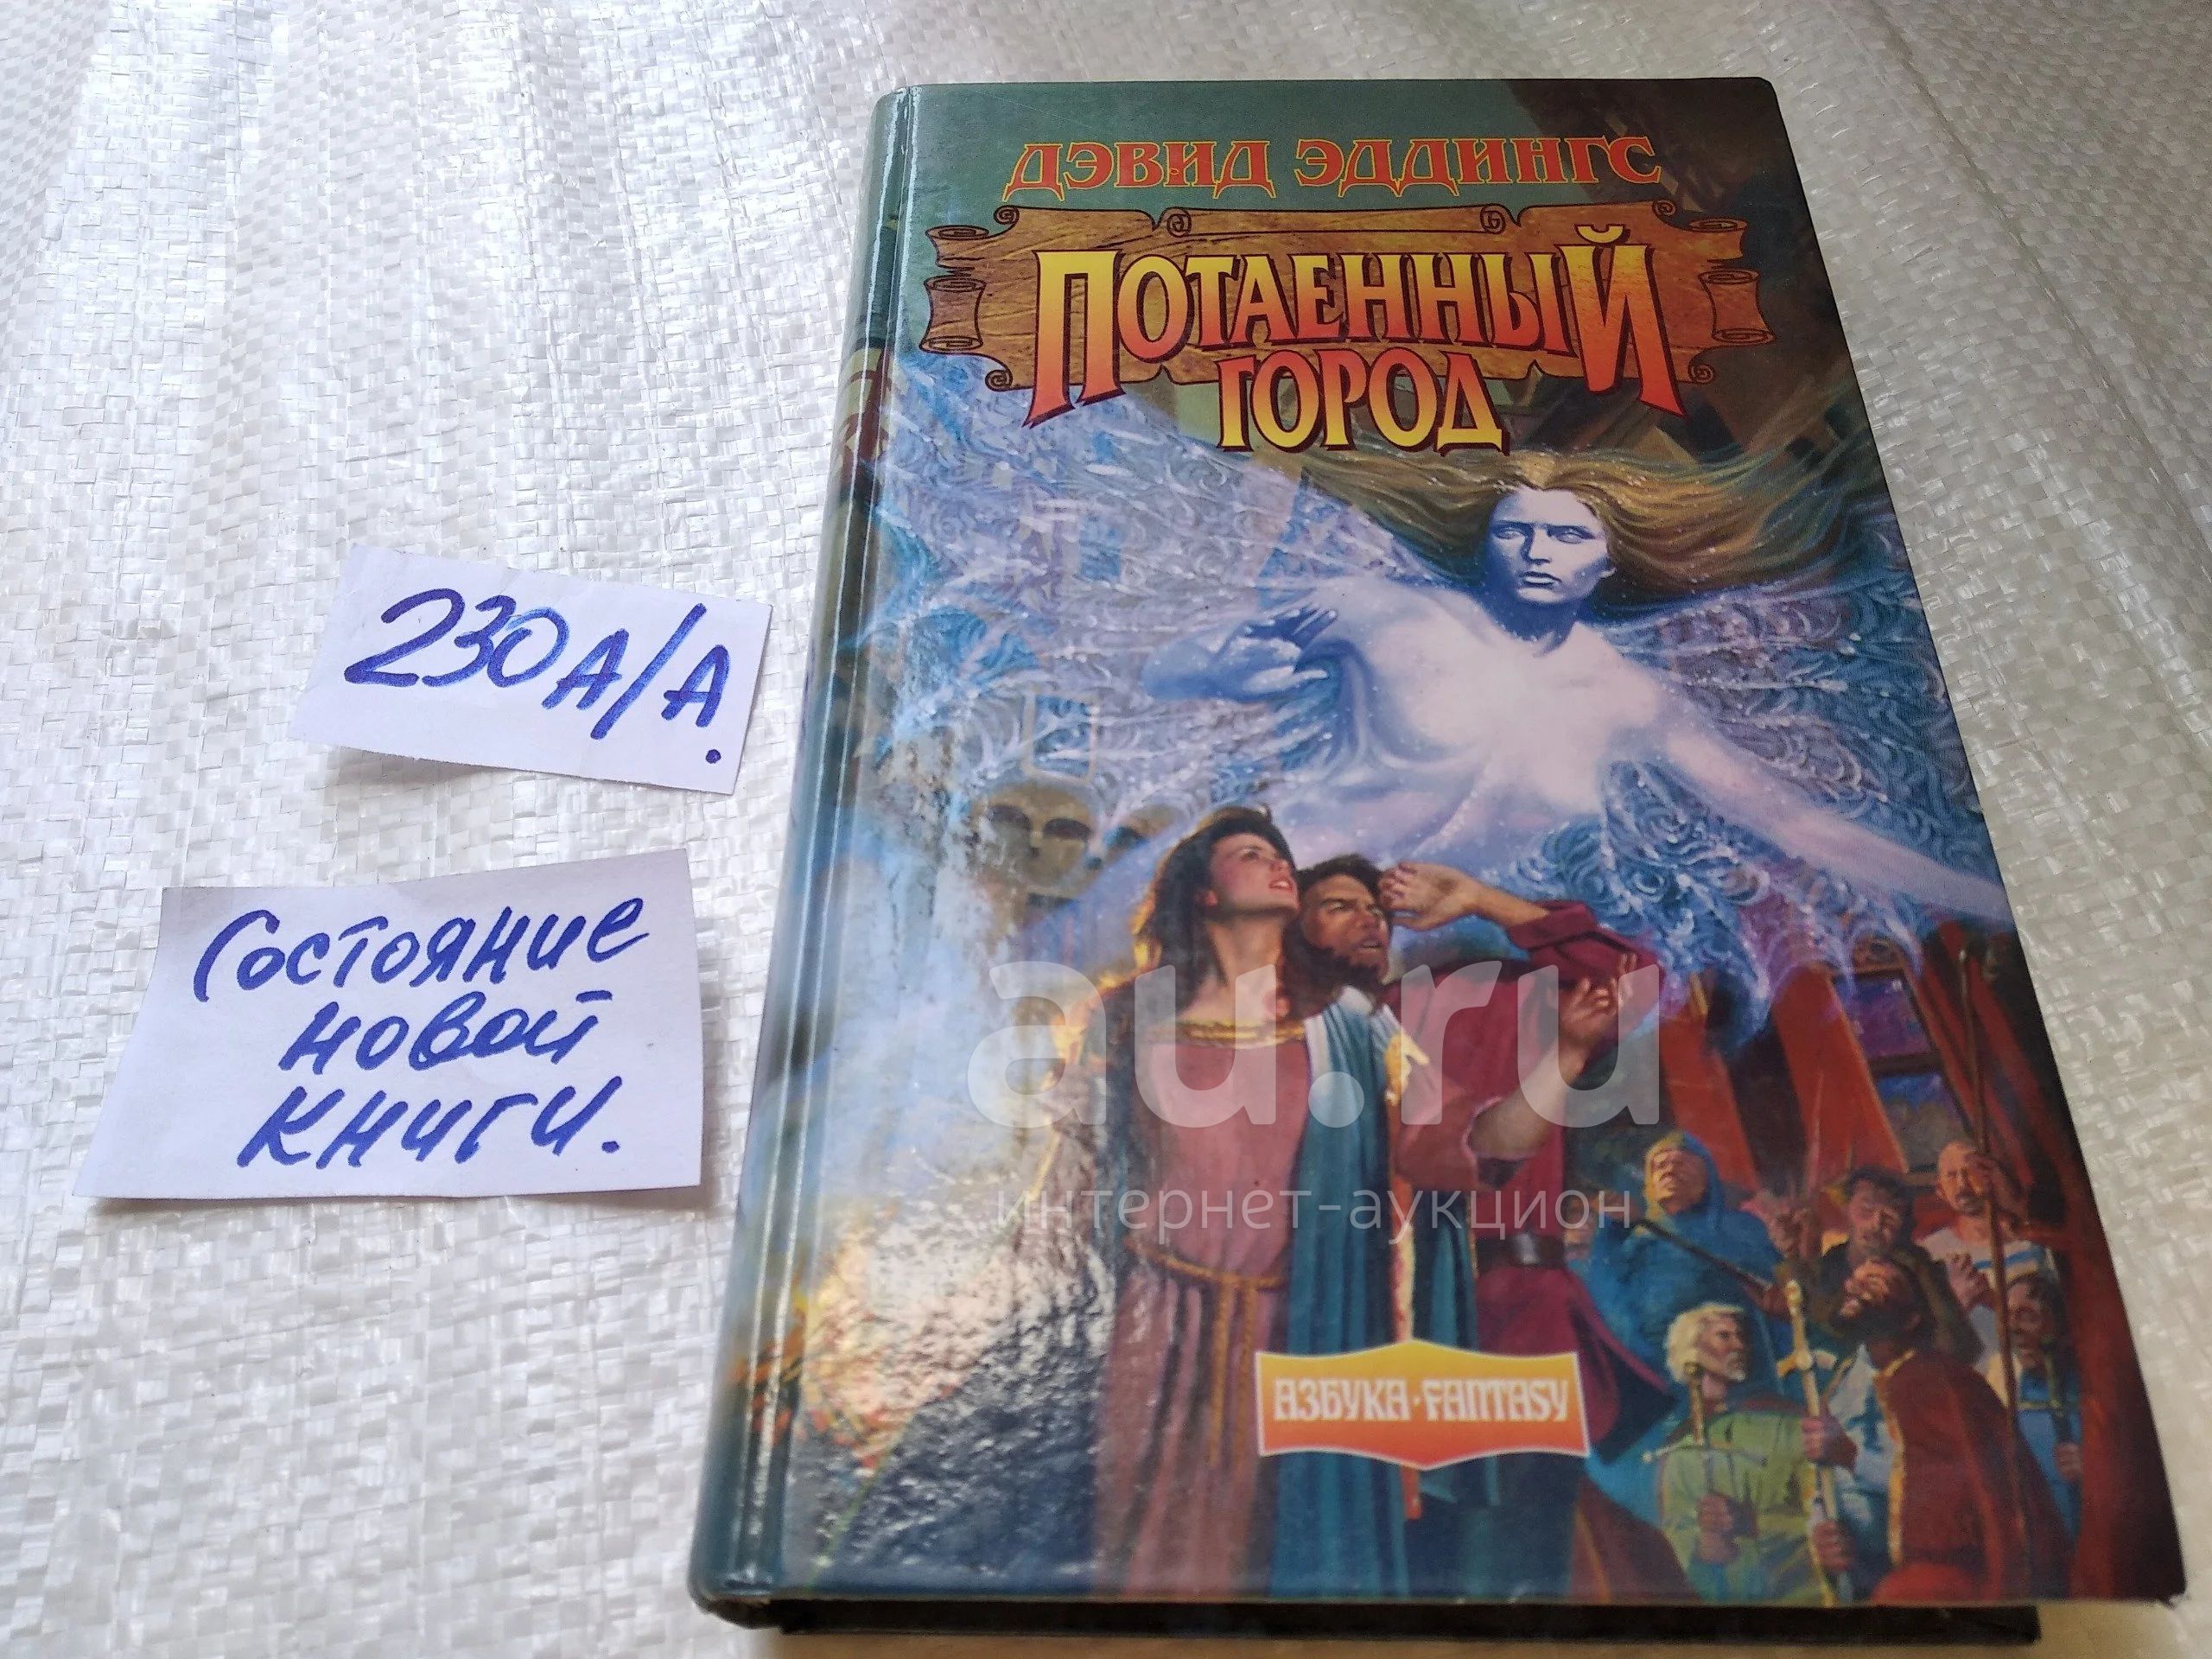 ДЭВИД ЭДДИНГС
ПОТАЕННЫЙ
ГОРОД
230А/А.
Состояние
новой
книги.
au.ru
интернет-аукцион
АЗБУКА·FANTASY